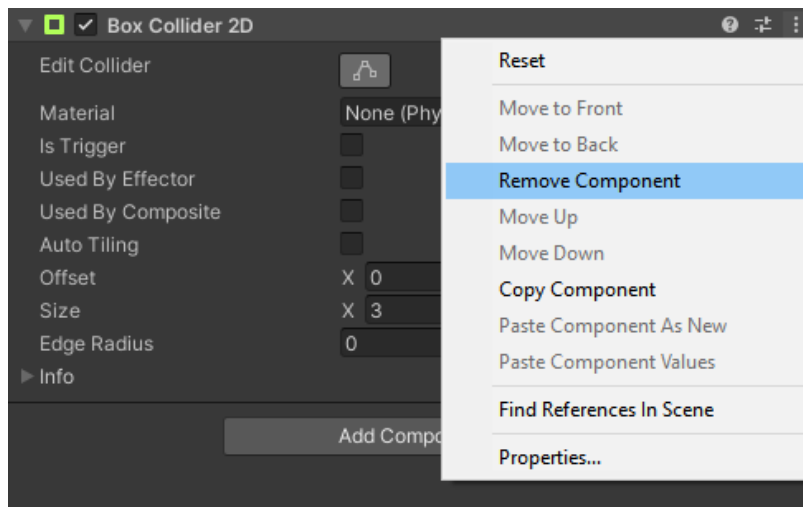 Box Collider 2D
Edit Collider
Material None (Phy
Is Trigger
Used By Effector
Used By Composite
Auto Tiling
Offset X 0
Size X 3
Edge Radius 0
Info
Add Compo
Reset
Move to Front
Move to Back
Remove Component
Move Up
Move Down
Copy Component
Paste Component As New
Paste Component Values
Find References In Scene
Properties...